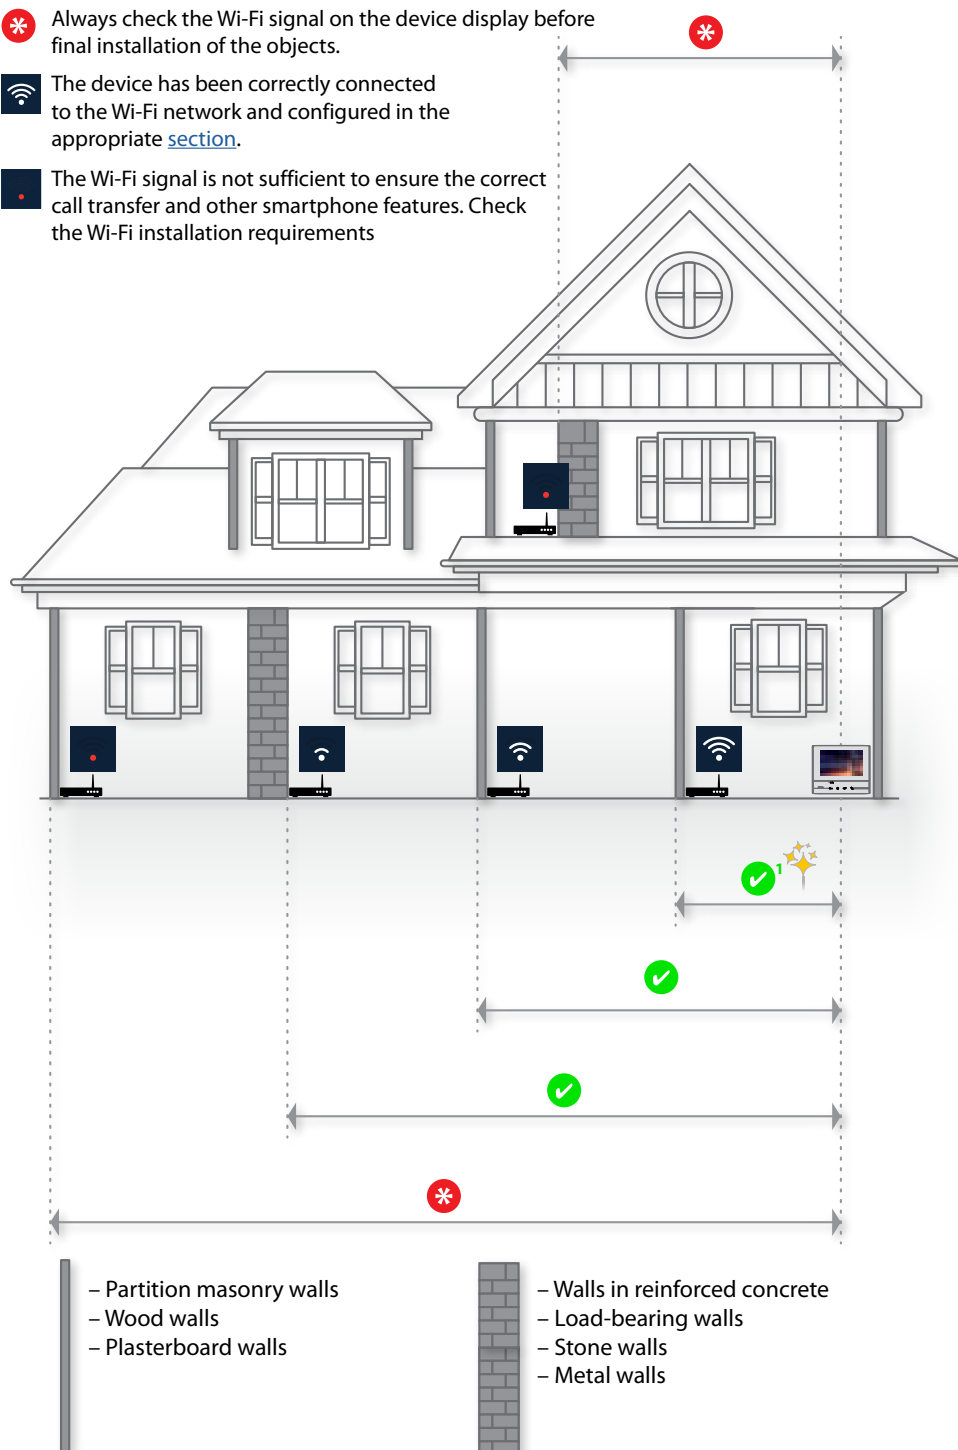 Always check the Wi-Fi signal on the device display before
final installation of the objects.
The device has been correctly connected
to the Wi-Fi network and configured in the
appropriate section.
The Wi-Fi signal is not sufficient to ensure the correct
call transfer and other smartphone features. Check
the Wi-Fi installation requirements
1
– Partition masonry walls
– Wood walls
– Plasterboard walls
– Walls in reinforced concrete
– Load-bearing walls
– Stone walls
– Metal walls